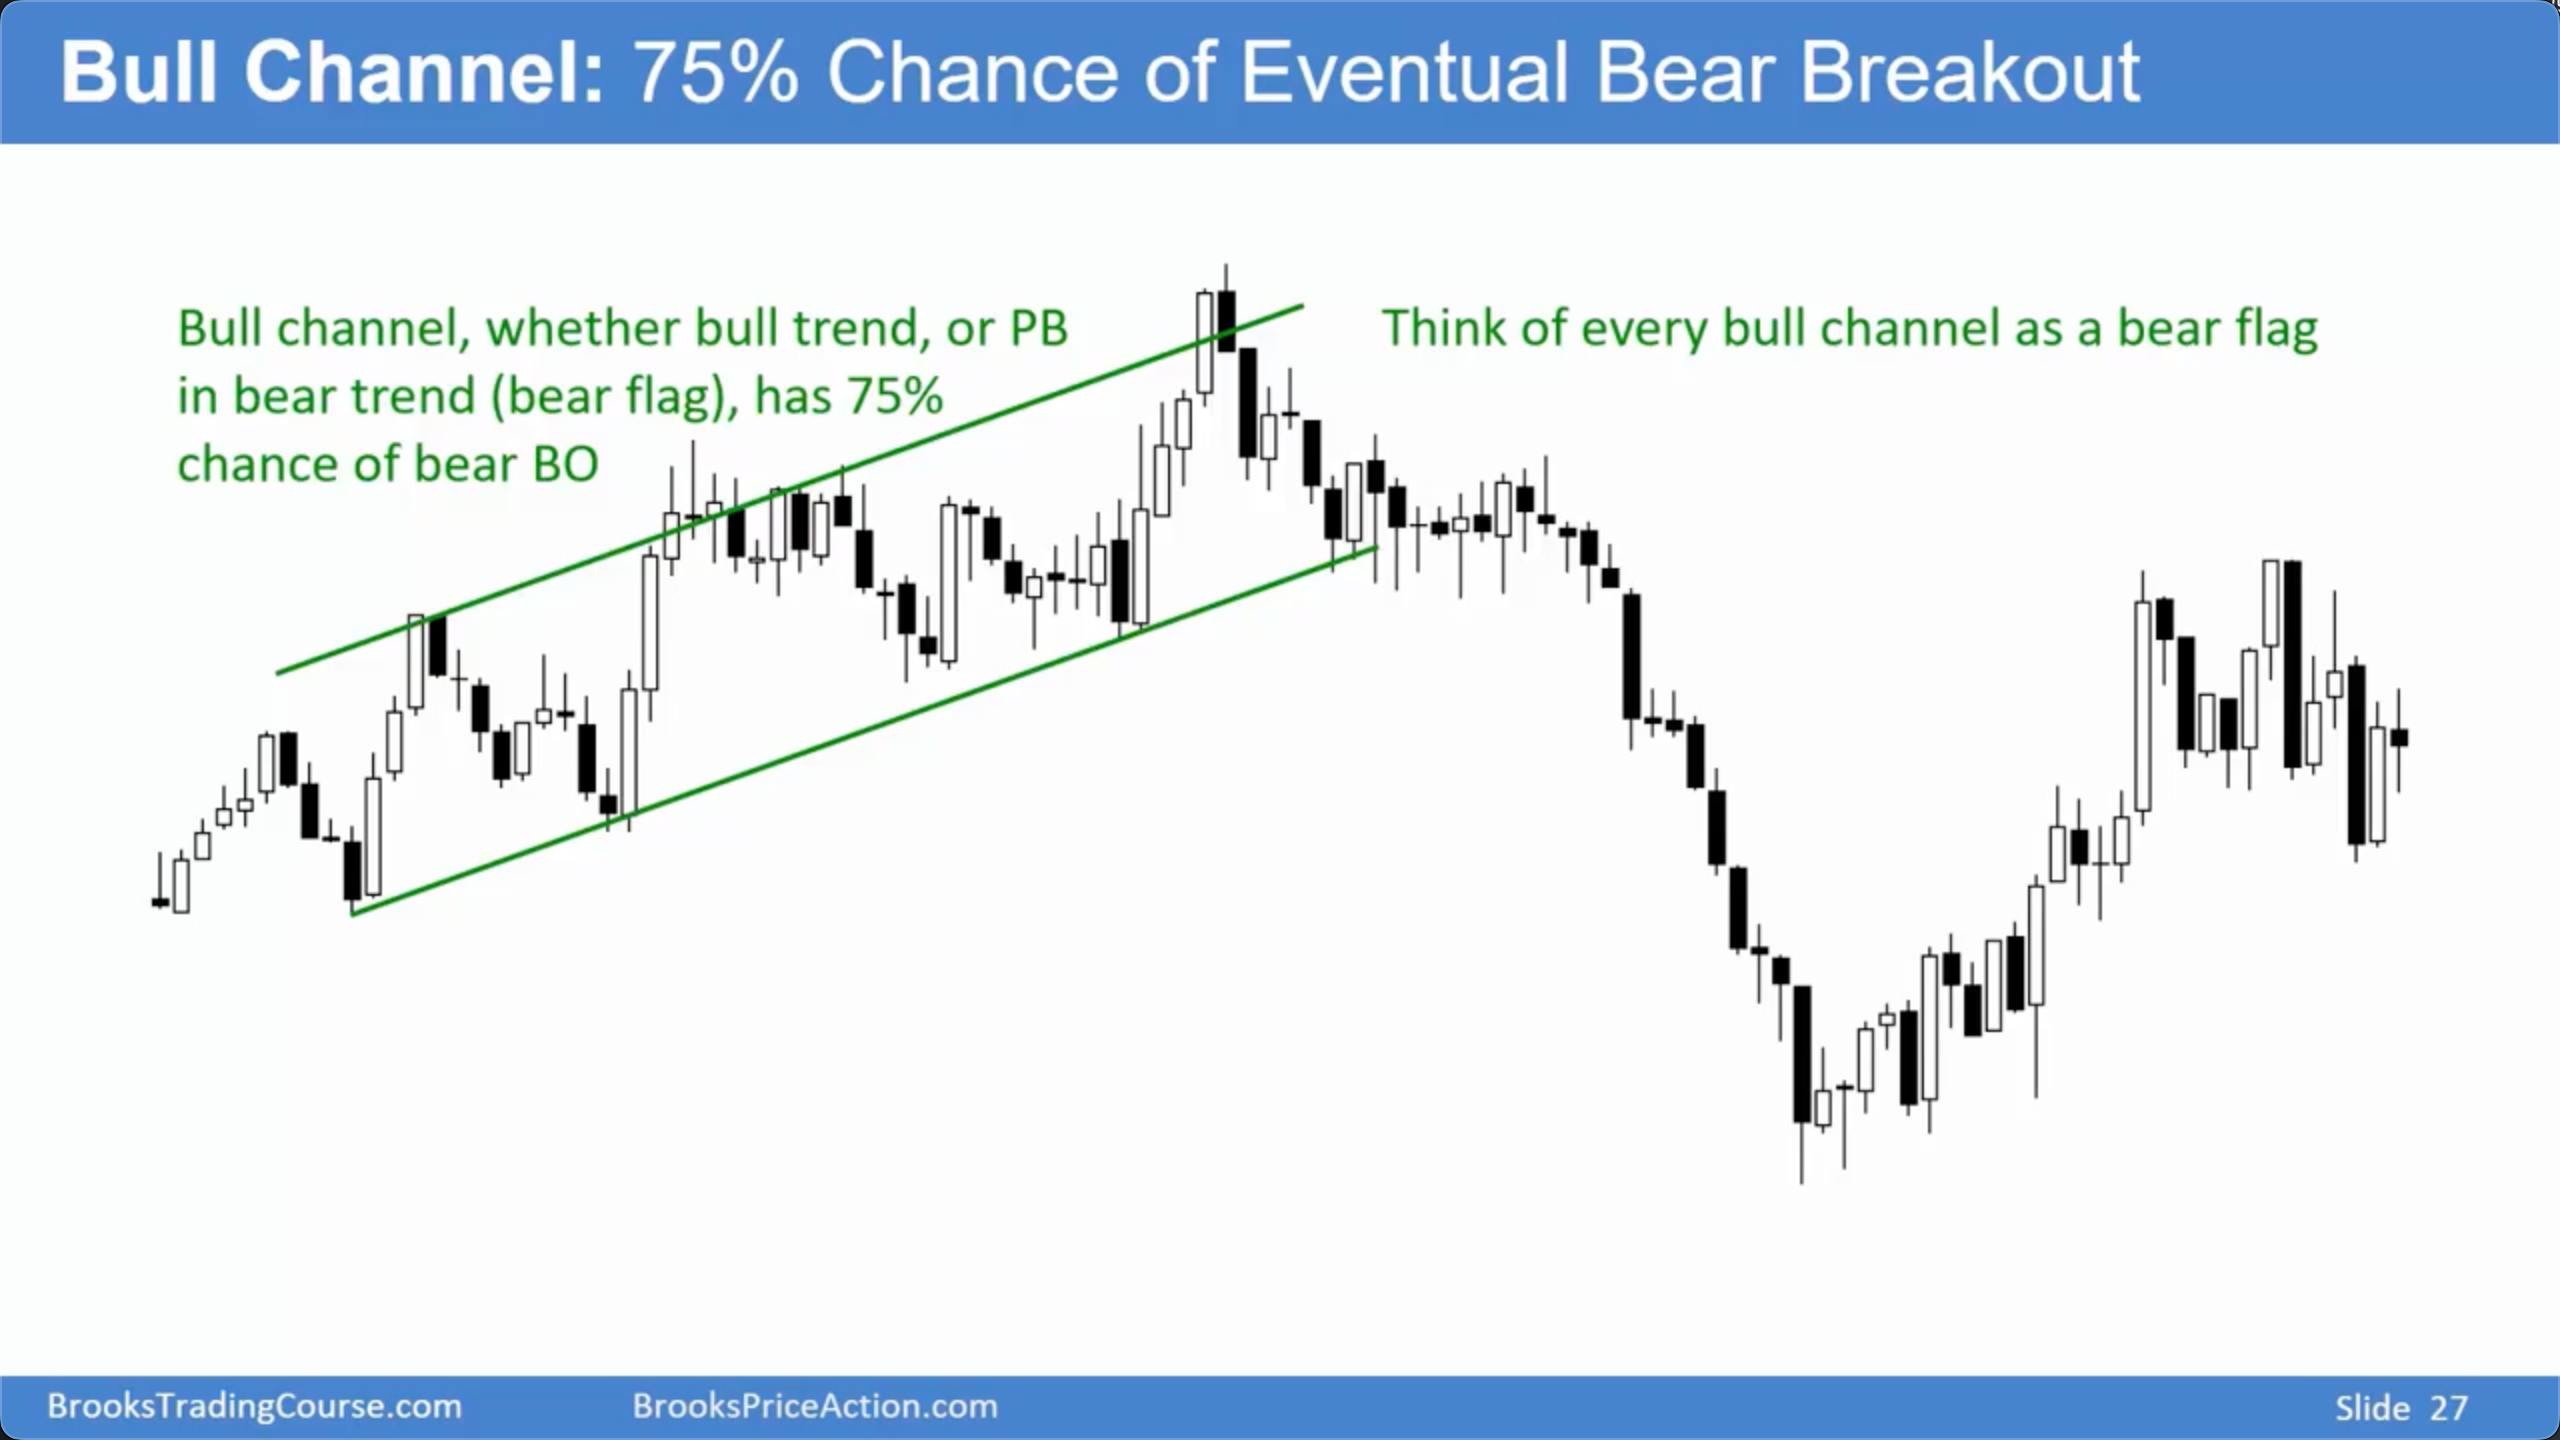 Bull Channel: 75% Chance of Eventual Bear Breakout
Bull channel, whether bull trend, or PB
in bear trend (bear flag), has 75%
chance of bear BO
Think of every bull channel as a bear flag
BrooksTradingCourse.com
BrooksPriceAction.com
Slide 27